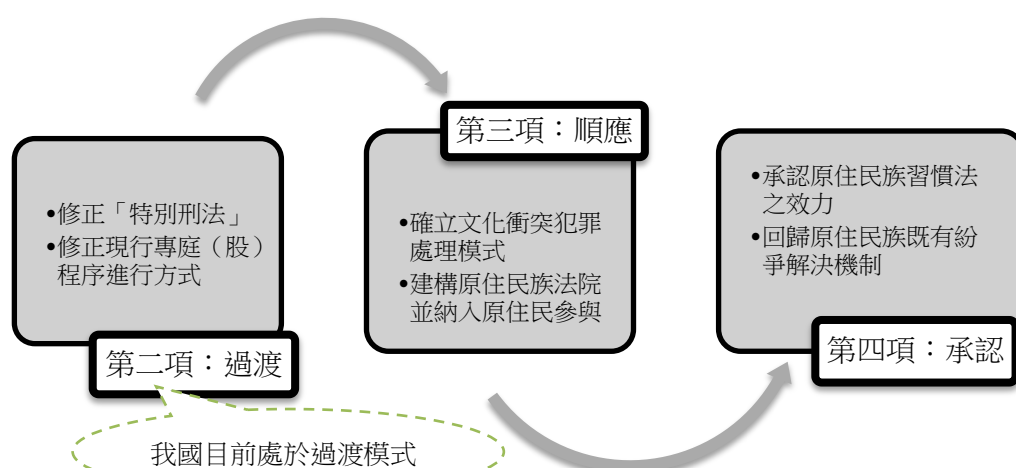 •修正「特別刑法」
•修正現行專庭（股）
程序進行方式
第二項：過渡
我國目前處於過渡模式
第三項：順應
•確立文化衝突犯罪
處理模式
•建構原住民族法院
並納入原住民參與
•承認原住民族習慣法
之效力
•回歸原住民族既有紛
爭解決機制
第四項：承認